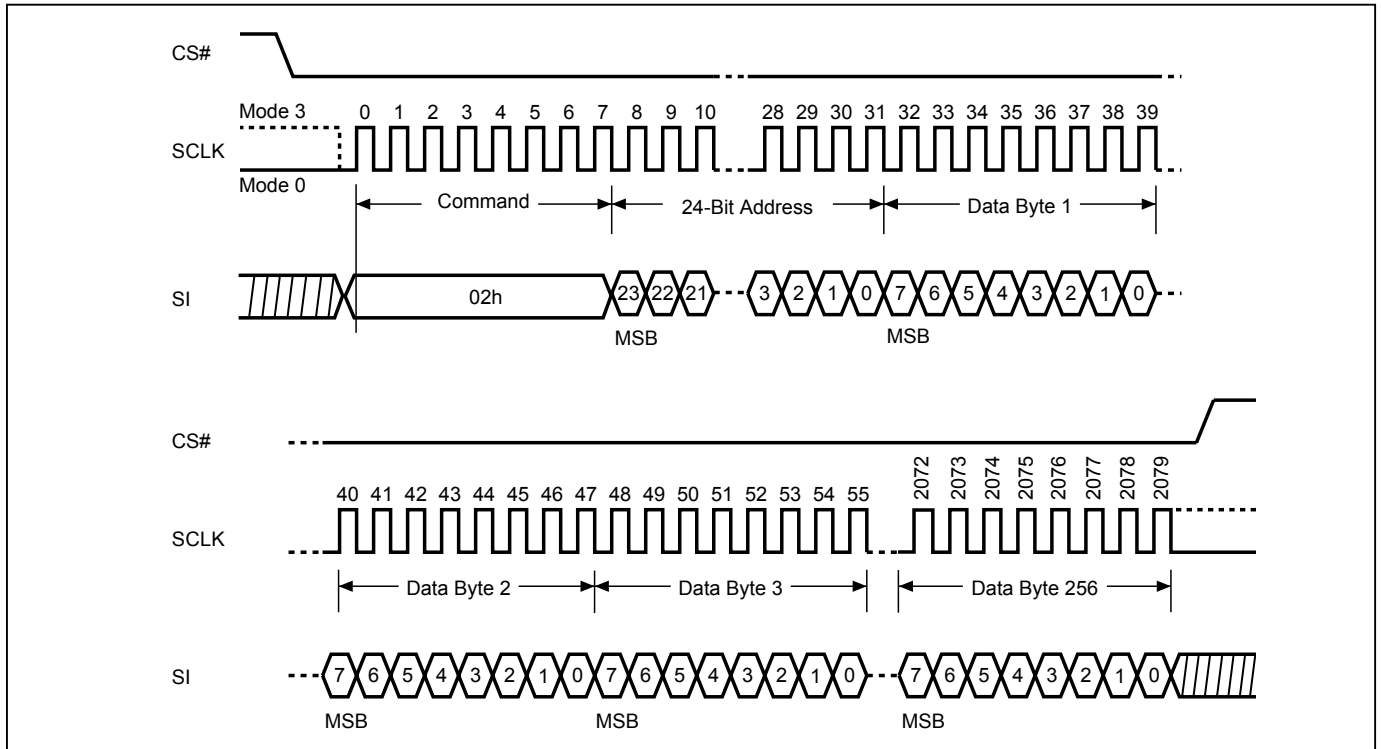 CS#
Mode 3
0 1 2 3 4 5 6 7 8 9 10 28 29 30 31 32 33 34 35 36 37 38 39
SCLK
Mode 0
Command 24-Bit Address Data Byte 1
SI 02h 23 22 21 3 2 1 0 7 6 5 4 3 2 1 0
MSB MSB
CS#
40 41 42 43 44 45 46 47 48 49 50 51 52 53 54 55 2072 2073 2074 2075 2076 2077 2078 2079
SCLK
Data Byte 2 Data Byte 3 Data Byte 256
SI 7 6 5 4 3 2 1 0 7 6 5 4 3 2 1 0 7 6 5 4 3 2 1 0
MSB MSB MSB